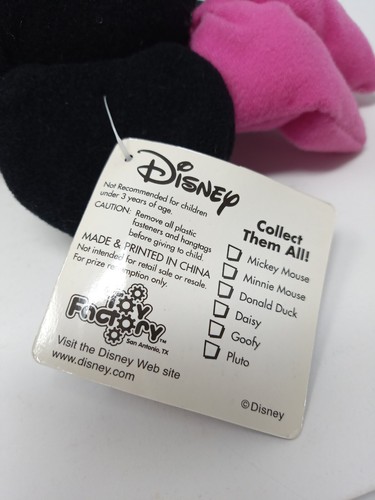 Disney
Not Recommended for children
under 3 years of age.
CAUTION: Remove all plastic
fasteners and hangtags
before giving to child.
MADE & PRINTED IN CHINA
Not intended for retail sale or resale.
For prize redemption only.
Toy
Factory™
San Antonio, TX
Visit the Disney Web site
www.disney.com
Collect
Them All!
Mickey Mouse
Minnie Mouse
Donald Duck
Daisy
Goofy
Pluto
©Disney